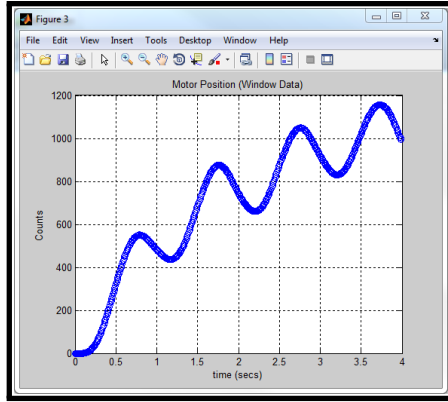 Figure 3
File Edit View Insert Tools Desktop Window Help
Motor Position (Window Data)
1200
1000
800
600
400
200
0
Counts
0 0.5 1 1.5 2 2.5 3 3.5 4
time (secs)